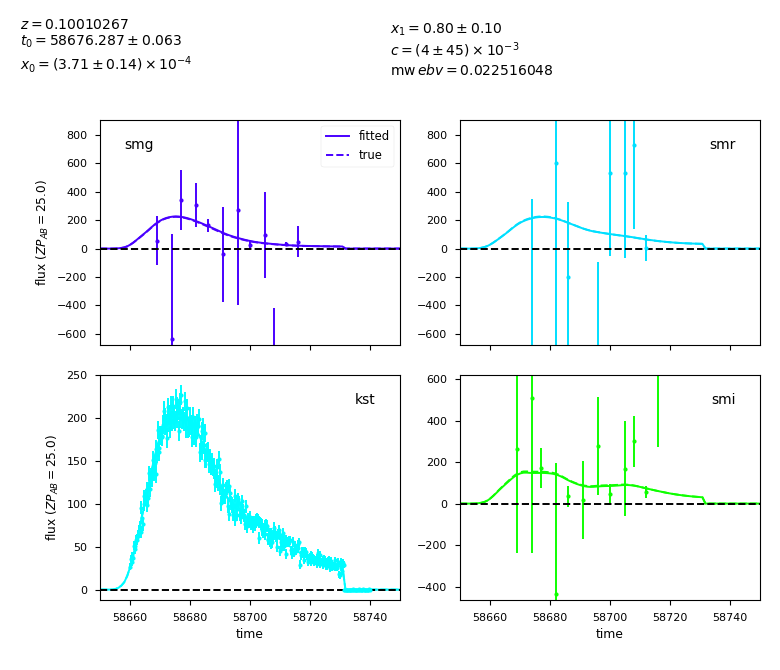 z = 0.10010267
t₀ = 58676.287 ± 0.063
x₀ = (3.71 ± 0.14) × 10⁻⁴
x₁ = 0.80 ± 0.10
c = (4 ± 45) × 10⁻³
mw ebv = 0.022516048
smg
fitted
true
800
600
400
200
0
−200
−400
−600
flux (ZP_AB = 25.0)
smr
800
600
400
200
0
−200
−400
−600
kst
250
200
150
100
50
0
flux (ZP_AB = 25.0)
58660 58680 58700 58720 58740
time
smi
600
400
200
0
−200
−400
58660 58680 58700 58720 58740
time